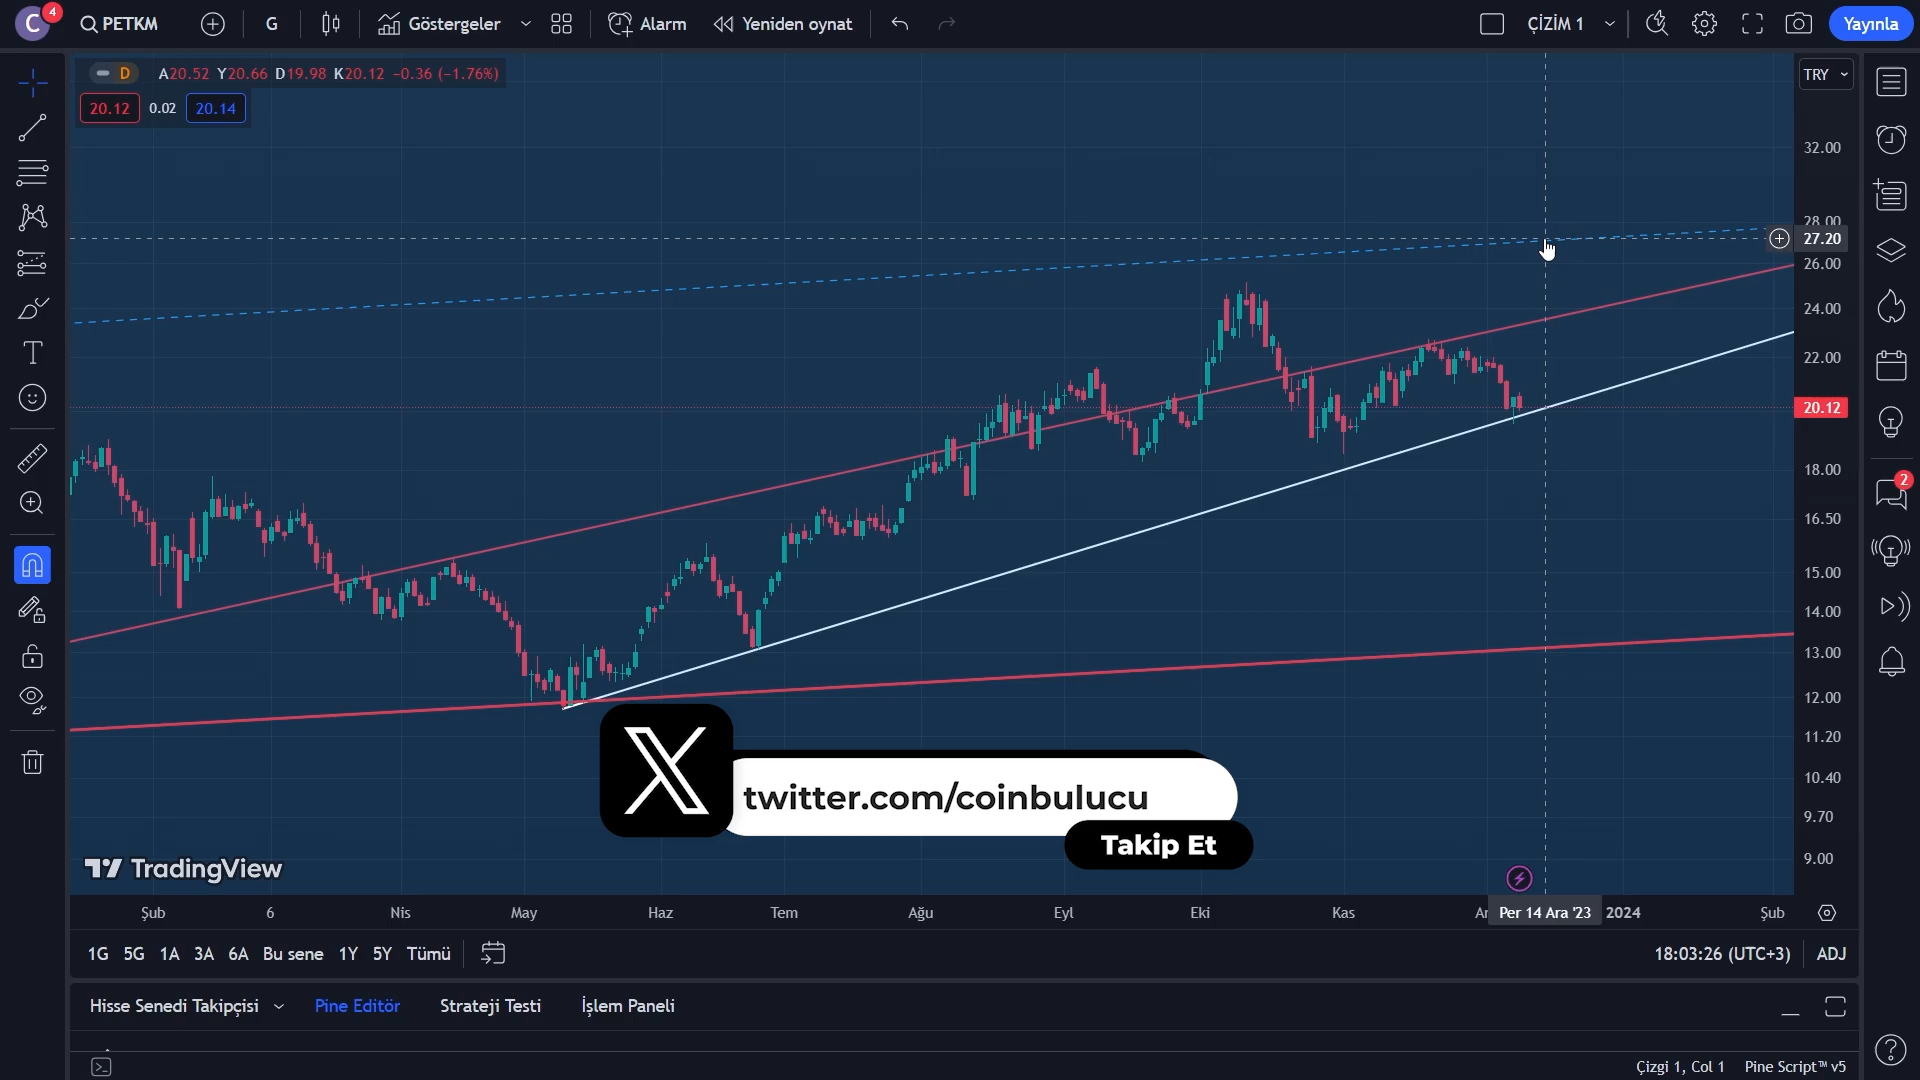 C 4 PETKM G Göstergeler Alarm Yeniden oynat ÇİZİM 1 Yayınla
D A20.52 Y20.66 D19.98 K20.12 −0.36 (−1.76%)
TRY
20.12 0.02 20.14
32.00
28.00
27.20
26.00
24.00
22.00
20.12
18.00
2
16.50
15.00
14.00
13.00
12.00
11.20
10.40
9.70
9.00
twitter.com/coinbulucu
Takip Et
TradingView
Şub 6 Nis May Haz Tem Ağu Eyl Eki Kas Per 14 Ara '23 2024 Şub
1G 5G 1A 3A 6A Bu sene 1Y 5Y Tümü 18:03:26 (UTC+3) ADJ
Hisse Senedi Takipçisi Pine Editör Strateji Testi İşlem Paneli
Çizgi 1, Col 1 Pine Script™ v5